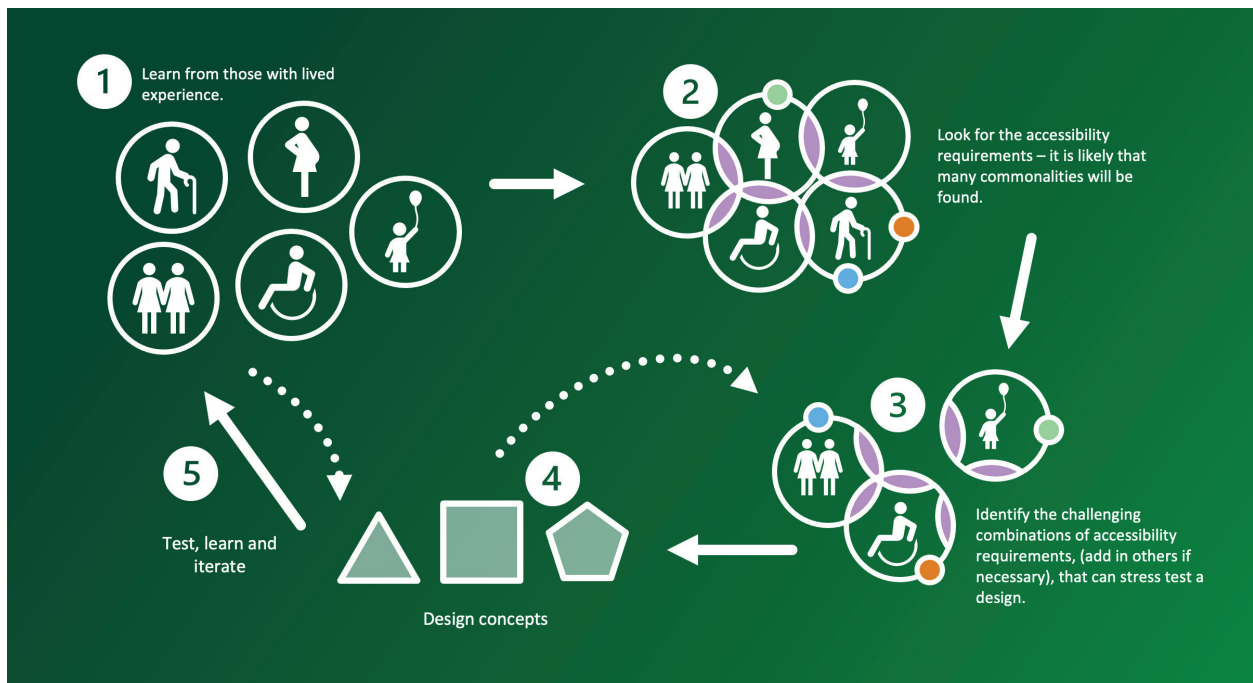 1
Learn from those with lived
experience.
2
Look for the accessibility
requirements – it is likely that
many commonalities will be
found.
3
Identify the challenging
combinations of accessibility
requirements, (add in others if
necessary), that can stress test a
design.
4
Design concepts
5
Test, learn and
iterate